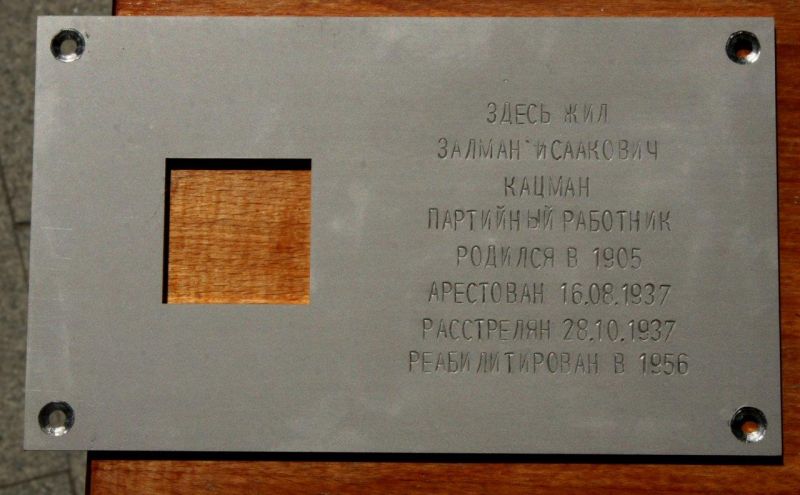 ЗДЕСЬ ЖИЛ
ЗАЛМАН ИСААКОВИЧ
КАЦМАН
ПАРТИЙНЫЙ РАБОТНИК
РОДИЛСЯ В 1905
АРЕСТОВАН 16.08.1937
РАССТРЕЛЯН 28.10.1937
РЕАБИЛИТИРОВАН В 1956